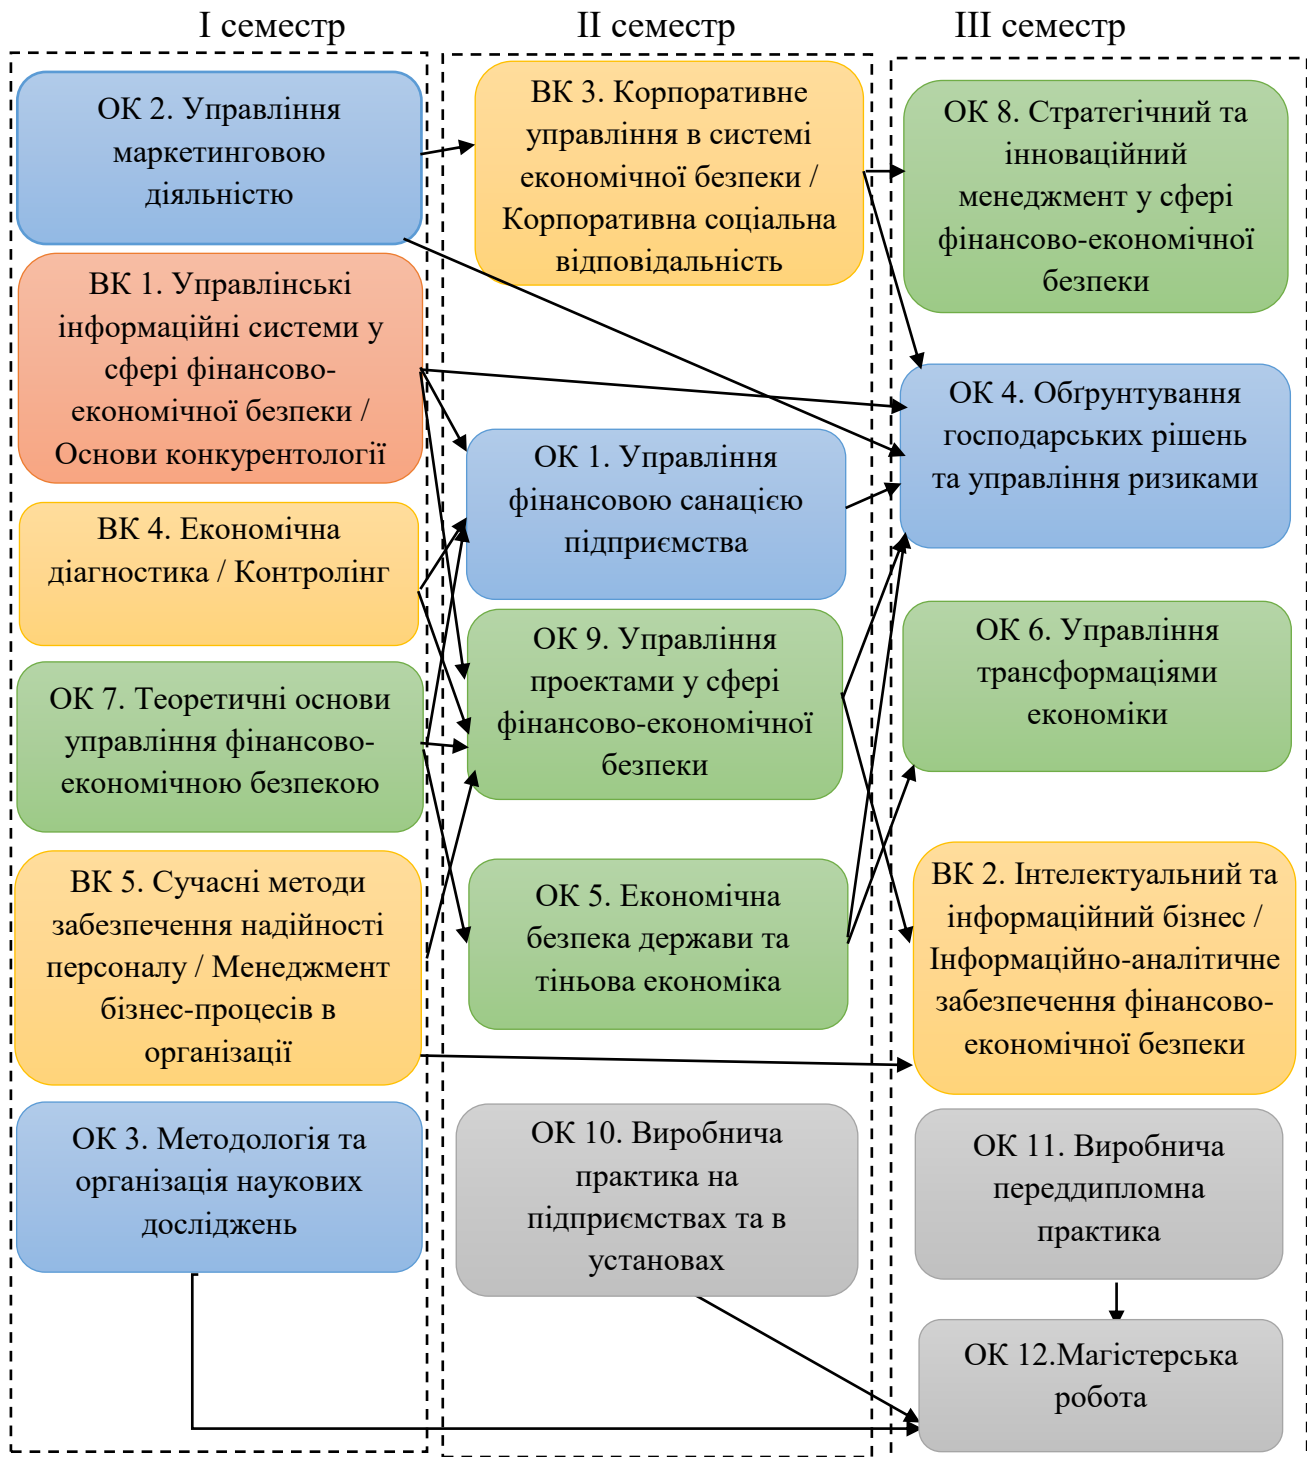 І семестр
ОК 2. Управління
маркетинговою
діяльністю
ВК 1. Управлінські
інформаційні системи у
сфері фінансово-
економічної безпеки /
Основи конкурентології
ВК 4. Економічна
діагностика / Контролінг
ОК 7. Теоретичні основи
управління фінансово-
економічною безпекою
ВК 5. Сучасні методи
забезпечення надійності
персоналу / Менеджмент
бізнес-процесів в
організації
ОК 3. Методологія та
організація наукових
досліджень
ІІ семестр
ВК 3. Корпоративне
управління в системі
економічної безпеки /
Корпоративна соціальна
відповідальність
ОК 1. Управління
фінансовою санацією
підприємства
ОК 9. Управління
проектами у сфері
фінансово-економічної
безпеки
ОК 5. Економічна
безпека держави та
тіньова економіка
ОК 10. Виробнича
практика на
підприємствах та в
установах
ІІІ семестр
ОК 8. Стратегічний та
інноваційний
менеджмент у сфері
фінансово-економічної
безпеки
ОК 4. Обґрунтування
господарських рішень
та управління ризиками
ОК 6. Управління
трансформаціями
економіки
ВК 2. Інтелектуальний та
інформаційний бізнес /
Інформаційно-аналітичне
забезпечення фінансово-
економічної безпеки
ОК 11. Виробнича
переддипломна
практика
ОК 12.Магістерська
робота